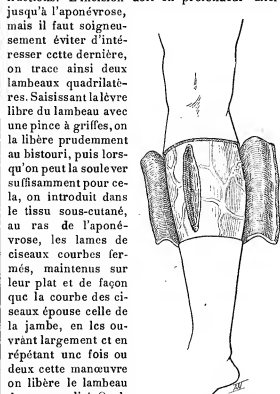 jusqu'à l'aponévrose,
mais il faut soigneu-
sement éviter d'inté-
resser cette dernière,
on trace ainsi deux
lambeaux quadrilatè-
res. Saisissant la lèvre
libre du lambeau avec
une pince à griffes, on
la libère prudemment
au bistouri, puis lors-
qu'on peut la soulever
suffisamment pour ce-
la, on introduit dans
le tissu sous-cutané,
au ras de l'aponé-
vrose, les lames de
ciseaux courbes fer-
més, maintenus sur
leur plat et de façon
que la courbe des ci-
seaux épouse celle de
la jambe, en les ou-
vrant largement et en
répétant une fois ou
deux cette manœuvre
on libère le lambeau